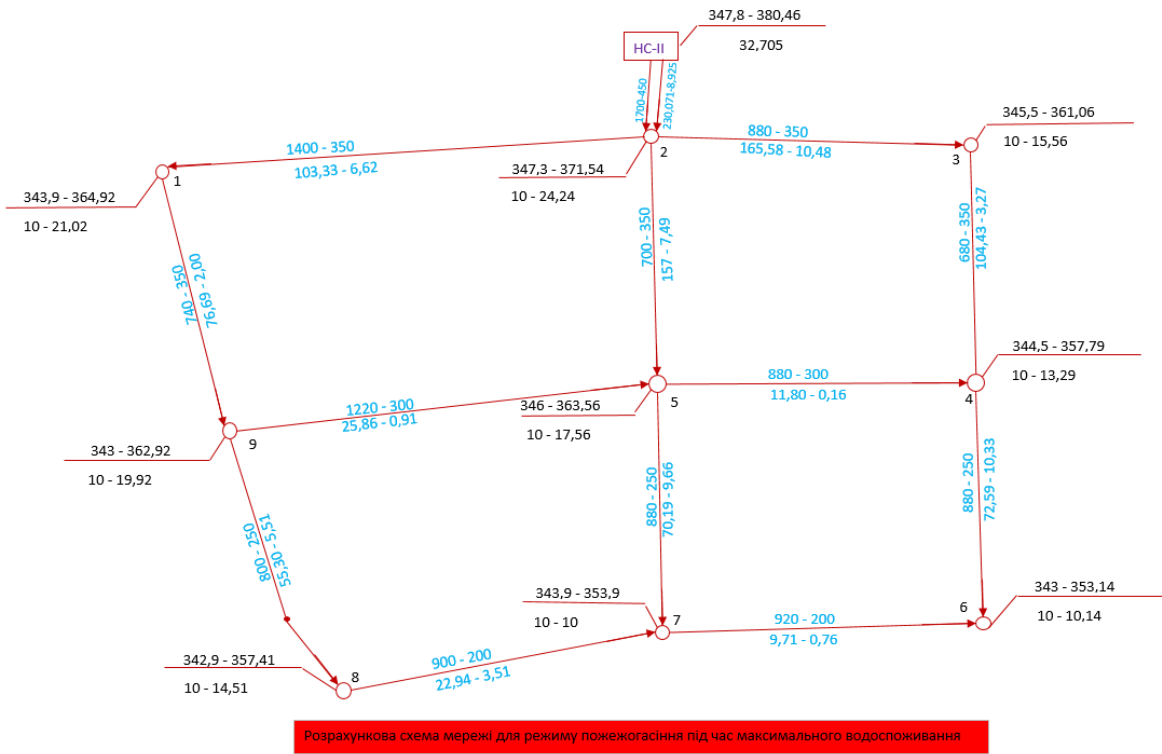 347,8 - 380,46
НС-ІІ
32,705
1700-450
230,071-8,925
345,5 - 361,06
880 - 350
165,58 - 10,48
3
10 - 15,56
1400 - 350
103,33 - 6,62
2
347,3 - 371,54
10 - 24,24
1
343,9 - 364,92
10 - 21,02
740 - 350
76,69 - 2,00
700 - 350
157 - 7,49
680 - 350
104,43 - 3,27
344,5 - 357,79
10 - 13,29
880 - 300
11,80 - 0,16
5
4
1220 - 300
25,86 - 0,91
346 - 363,56
10 - 17,56
9
343 - 362,92
10 - 19,92
800 - 250
55,30 - 5,51
880 - 250
70,19 - 9,66
880 - 250
72,59 - 10,33
343,9 - 353,9
10 - 10
7
920 - 200
9,71 - 0,76
6
343 - 353,14
10 - 10,14
342,9 - 357,41
10 - 14,51
8
900 - 200
22,94 - 3,51
Розрахункова схема мережі для режиму пожежогасіння під час максимального водоспоживання